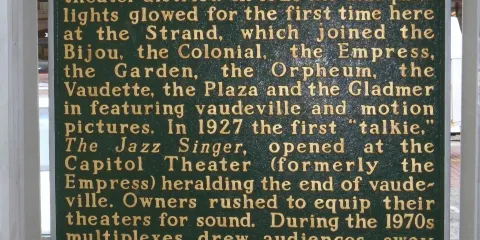 lights glowed for the first time here
at the Strand, which joined the
Bijou, the Colonial, the Empress,
the Garden, the Orpheum, the
Vaudette, the Plaza and the Gladmer
in featuring vaudeville and motion
pictures. In 1927 the first "talkie,"
The Jazz Singer, opened at the
Capitol Theater (formerly the
Empress) heralding the end of vaude-
ville. Owners rushed to equip their
theaters for sound. During the 1970s
multiplexes drew audiences away